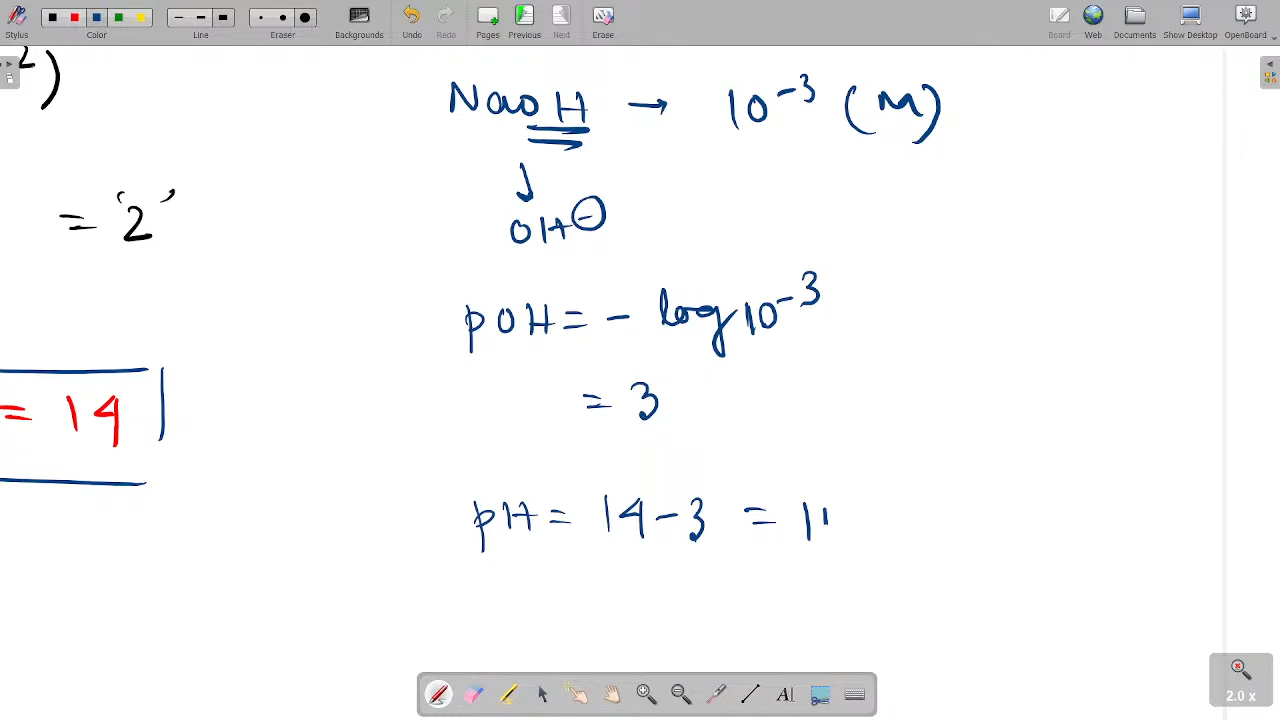 Stylus Color Line Eraser Backgrounds Undo Redo Pages Previous Next Erase Board Web Documents Show Desktop OpenBoard
2)
= '2'
= 14
NaOH → 10⁻³ (M)
↓
OH⊖
pOH = - log 10⁻³
= 3
pH = 14 - 3 = 11
2.0 x